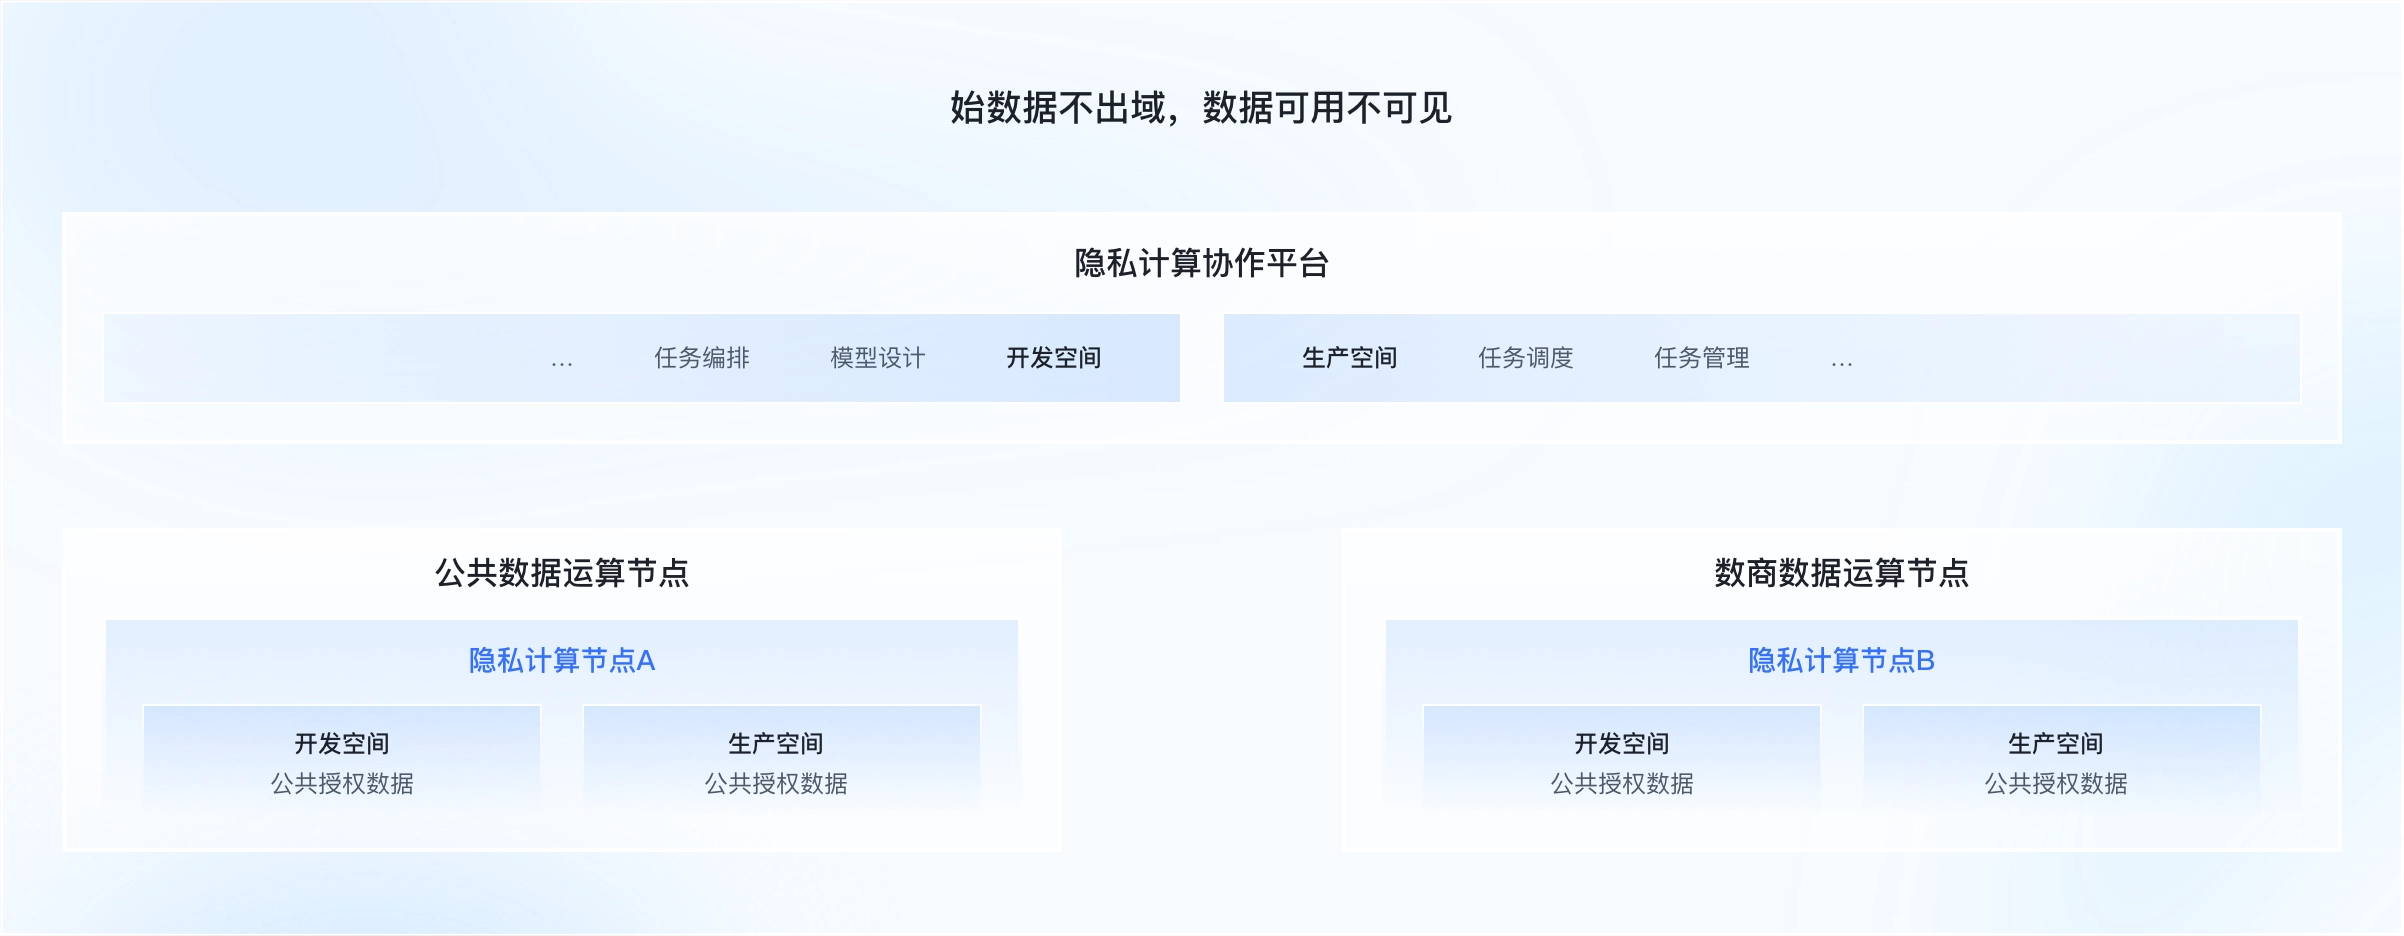 始数据不出域，数据可用不可见
隐私计算协作平台
... 任务编排 模型设计 开发空间
生产空间 任务调度 任务管理 ...
公共数据运算节点
隐私计算节点A
开发空间
公共授权数据
生产空间
公共授权数据
数商数据运算节点
隐私计算节点B
开发空间
公共授权数据
生产空间
公共授权数据